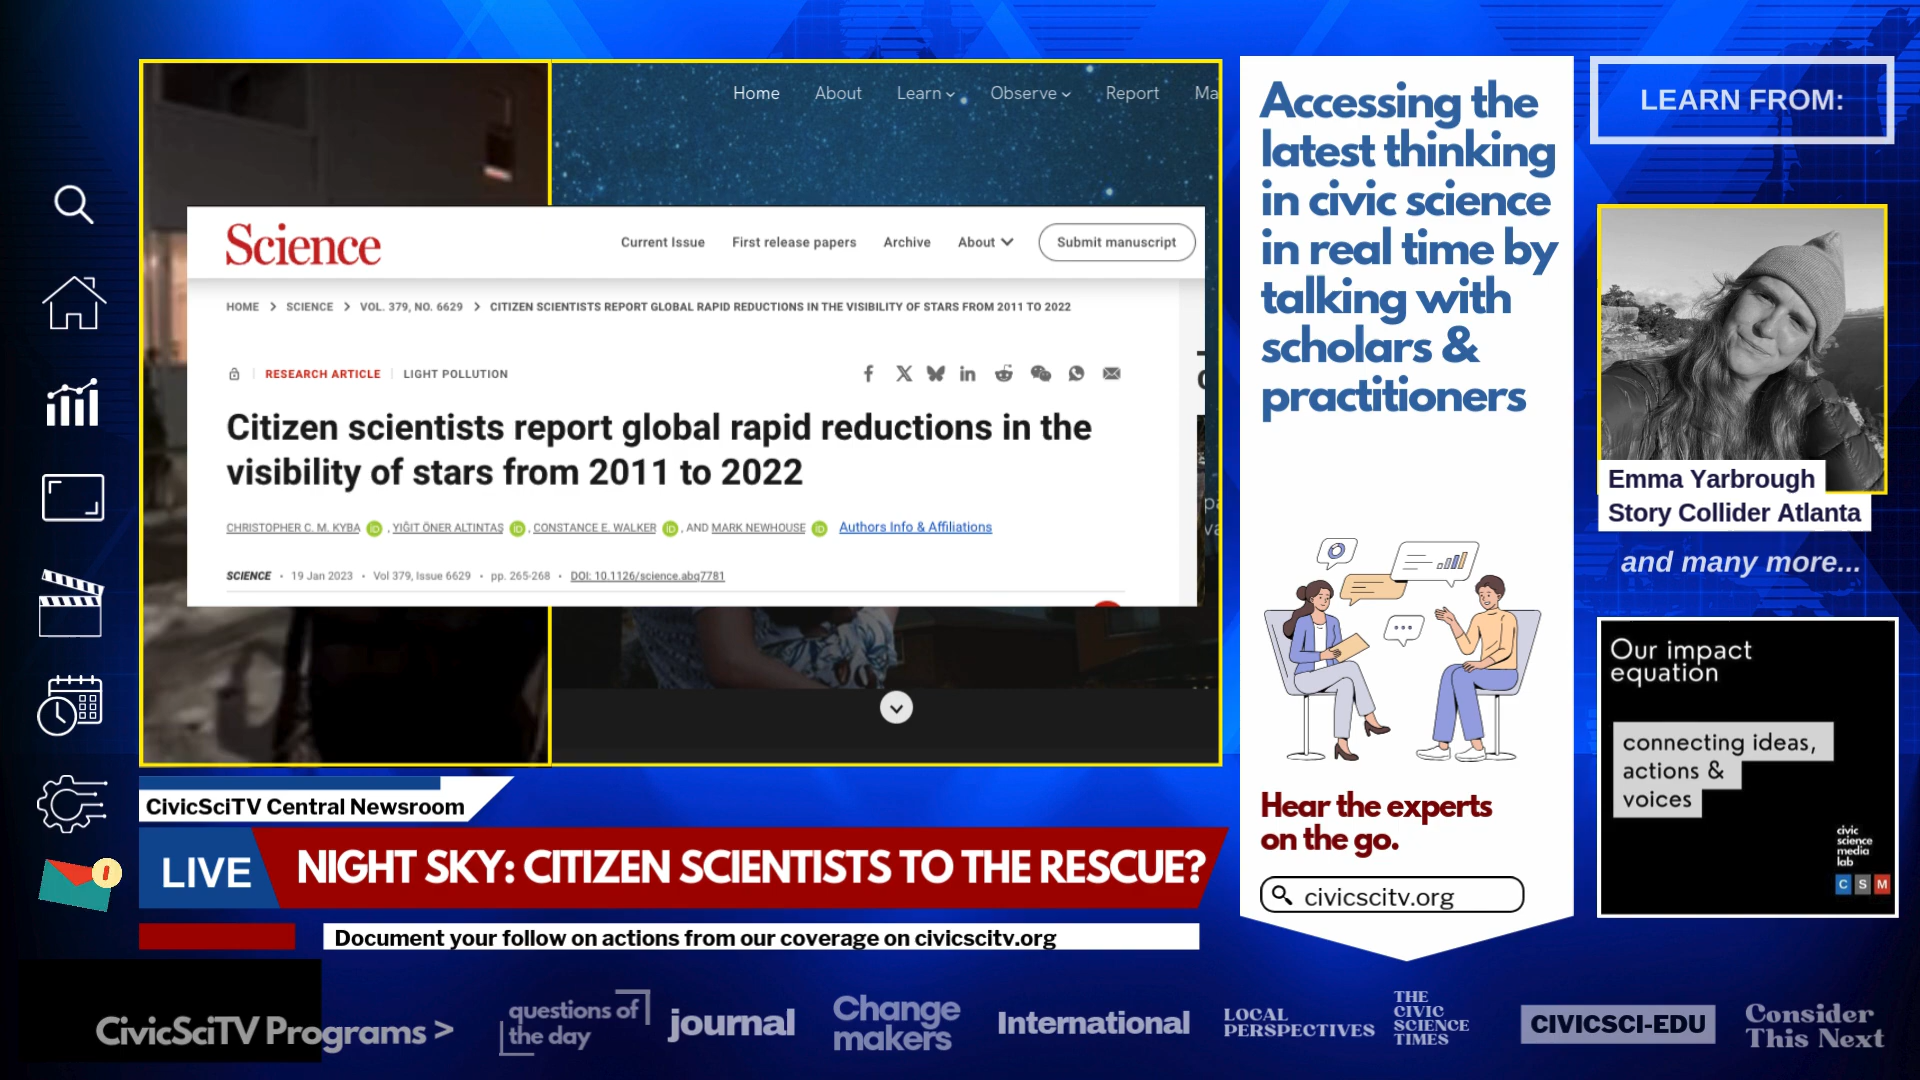 Home About Learn Observe Report Ma
Science
Current Issue First release papers Archive About Submit manuscript
HOME > SCIENCE > VOL. 379, NO. 6629 > CITIZEN SCIENTISTS REPORT GLOBAL RAPID REDUCTIONS IN THE VISIBILITY OF STARS FROM 2011 TO 2022
RESEARCH ARTICLE | LIGHT POLLUTION
Citizen scientists report global rapid reductions in the
visibility of stars from 2011 to 2022
CHRISTOPHER C. M. KYBA, YIĞIT ÖNER ALTINTAŞ, CONSTANCE E. WALKER, AND MARK NEWHOUSE Authors Info & Affiliations
SCIENCE • 19 Jan 2023 • Vol 379, Issue 6629 • pp. 265-268 • DOI: 10.1126/science.abq7781
CivicSciTV Central Newsroom
LIVE
NIGHT SKY: CITIZEN SCIENTISTS TO THE RESCUE?
Document your follow on actions from our coverage on civicscitv.org
Accessing the
latest thinking
in civic science
in real time by
talking with
scholars &
practitioners
Hear the experts
on the go.
civicscitv.org
LEARN FROM:
Emma Yarbrough
Story Collider Atlanta
and many more...
Our impact
equation
connecting ideas,
actions &
voices
civic
science
media
lab
C S M
CivicSciTV Programs >
questions of
the day
journal
Change
makers
International
LOCAL
PERSPECTIVES
THE
CIVIC
SCIENCE
TIMES
CIVICSCI-EDU
Consider
This Next